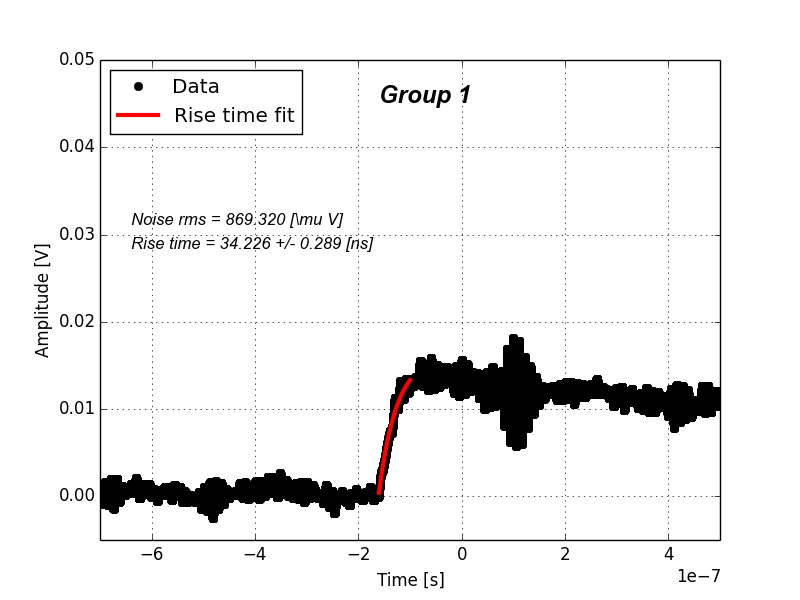 0.05
Data
Rise time fit
Group 1
0.04
Noise rms = 869.320 [\mu V]
0.03
Rise time = 34.226 +/- 0.289 [ns]
Amplitude [V]
0.02
0.01
0.00
−6 −4 −2 0 2 4
Time [s]
1e−7